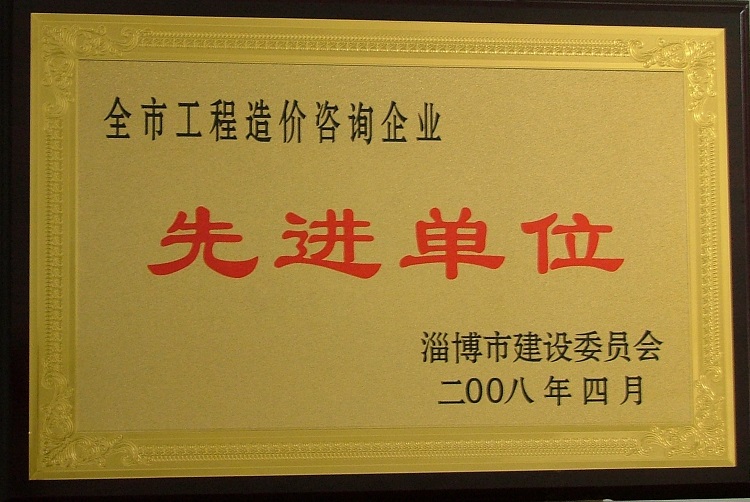 全市工程造价咨询企业
先进单位
淄博市建设委员会
二00八年四月